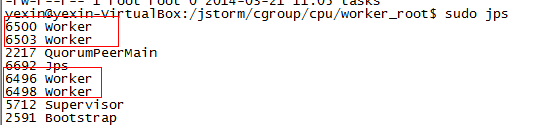 -rw-r--r-- 1 root root 0 2014-03-21 11:05 tasks
yexin@yexin-VirtualBox:/jstorm/cgroup/cpu/worker_root$ sudo jps
6500 Worker
6503 Worker
2217 QuorumPeerMain
6692 Jps
6496 Worker
6498 Worker
5712 Supervisor
2591 Bootstrap